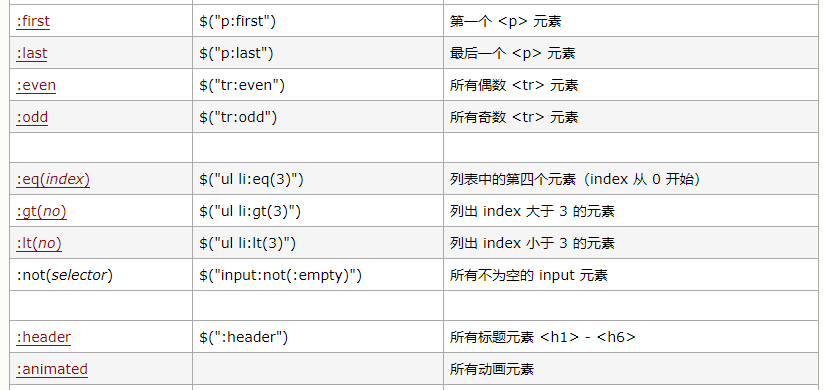 :first $("p:first") 第一个 <p> 元素
:last $("p:last") 最后一个 <p> 元素
:even $("tr:even") 所有偶数 <tr> 元素
:odd $("tr:odd") 所有奇数 <tr> 元素
:eq(index) $("ul li:eq(3)") 列表中的第四个元素（index 从 0 开始）
:gt(no) $("ul li:gt(3)") 列出 index 大于 3 的元素
:lt(no) $("ul li:lt(3)") 列出 index 小于 3 的元素
:not(selector) $("input:not(:empty)") 所有不为空的 input 元素
:header $(":header") 所有标题元素 <h1> - <h6>
:animated 所有动画元素